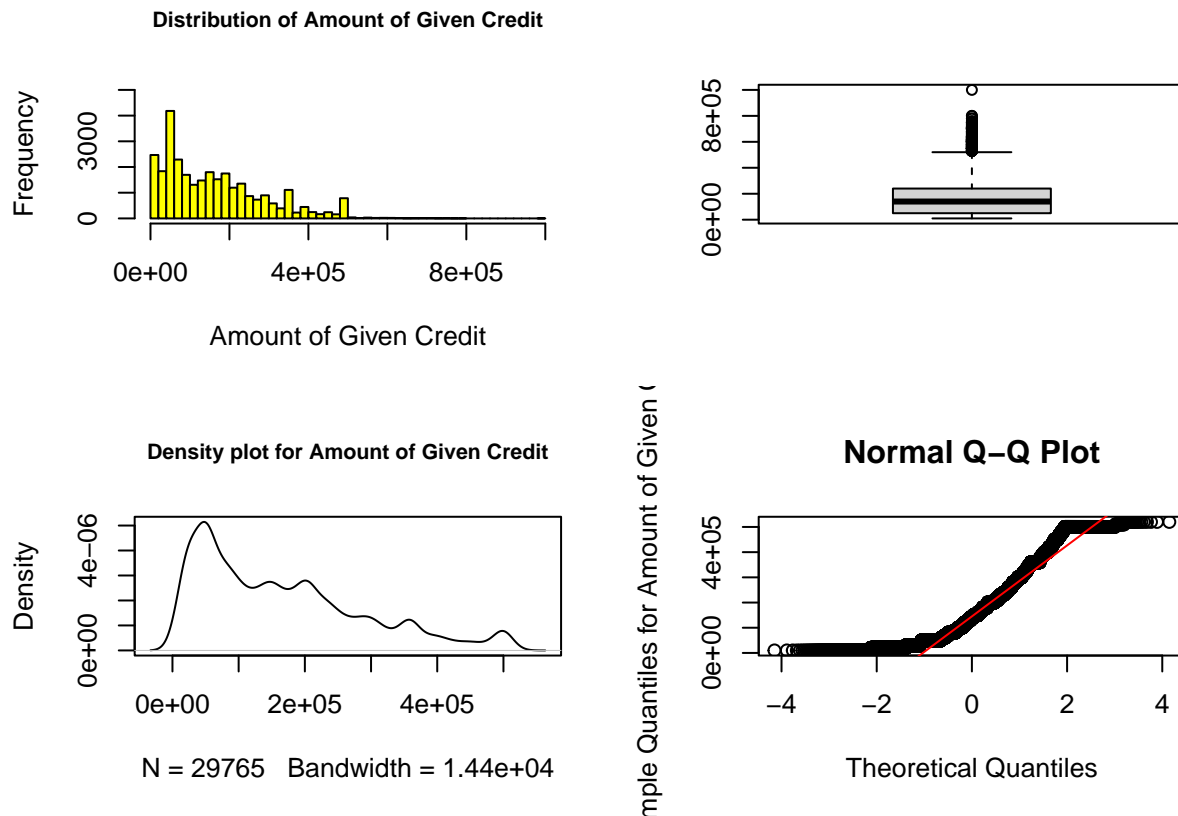 Distribution of Amount of Given Credit
Frequency
3000
0
0e+00 4e+05 8e+05
Amount of Given Credit
8e+05
0e+00
Density plot for Amount of Given Credit
Density
4e−06
0e+00
0e+00 2e+05 4e+05
N = 29765 Bandwidth = 1.44e+04
Normal Q−Q Plot
mple Quantiles for Amount of Given C
4e+05
0e+00
−4 −2 0 2 4
Theoretical Quantiles